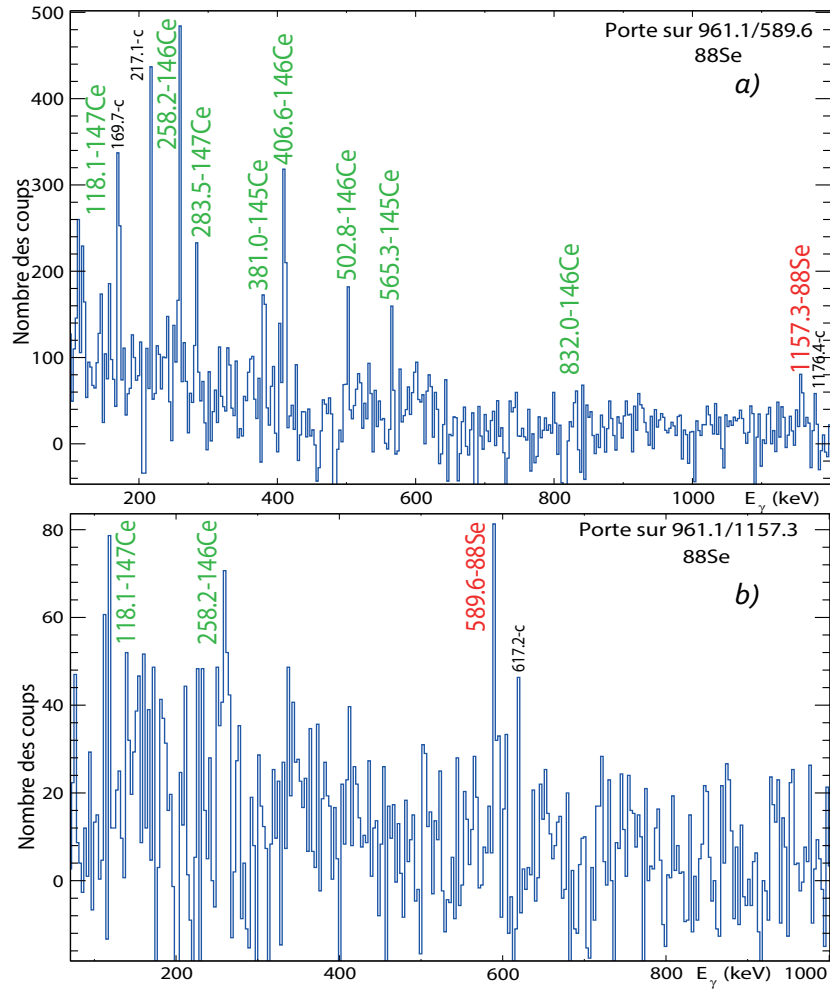 Porte sur 961.1/589.6
88Se
a)
Nombre des coups
500
400
300
200
100
0
118.1-147Ce
169.7-c
217.1-c
258.2-146Ce
283.5-147Ce
381.0-145Ce
406.6-146Ce
502.8-146Ce
565.3-145Ce
832.0-146Ce
1157.3-88Se
1176.4-c
200
400
600
800
1000
E γ (keV)
Porte sur 961.1/1157.3
88Se
b)
Nombre des coups
80
60
40
20
0
118.1-147Ce
258.2-146Ce
589.6-88Se
617.2-c
200
400
600
800
E γ (keV)
1000